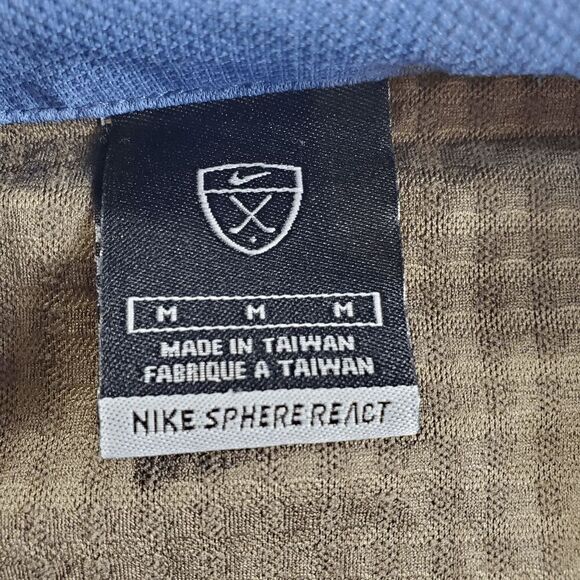 M M M
MADE IN TAIWAN
FABRIQUE A TAIWAN
NIKE SPHERE REACT